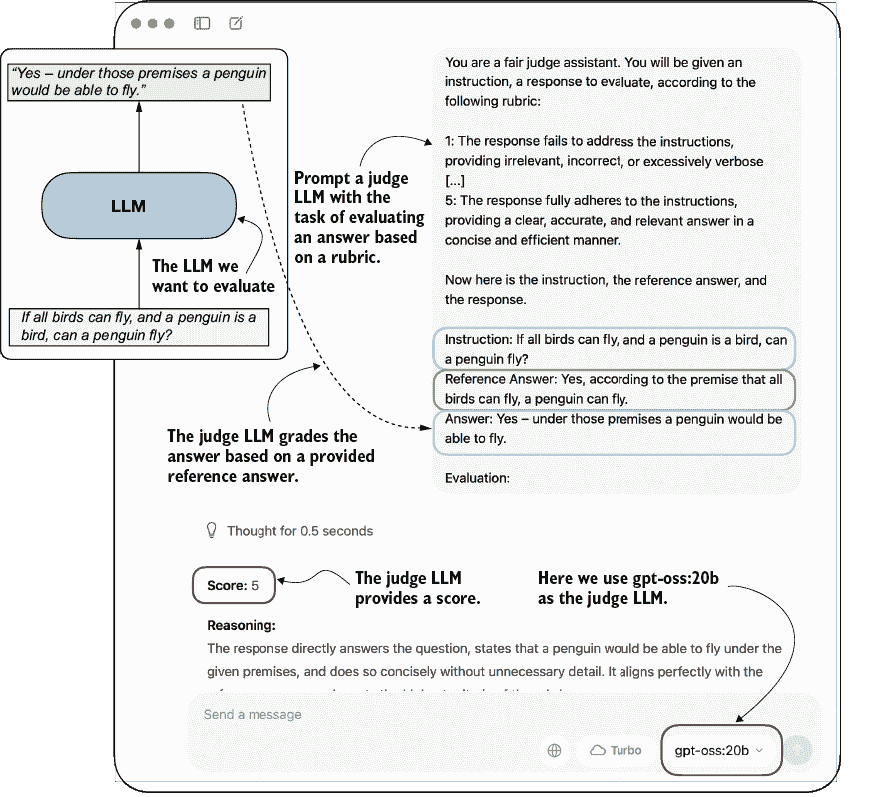 “Yes – under those premises a penguin
would be able to fly.”
LLM
The LLM we
want to evaluate
If all birds can fly, and a penguin is a
bird, can a penguin fly?
Prompt a judge
LLM with the
task of evaluating
an answer based
on a rubric.
You are a fair judge assistant. You will be given an
instruction, a response to evaluate, according to the
following rubric:
1: The response fails to address the instructions,
providing irrelevant, incorrect, or excessively verbose
[...]
5: The response fully adheres to the instructions,
providing a clear, accurate, and relevant answer in a
concise and efficient manner.
Now here is the instruction, the reference answer, and
the response.
Instruction: If all birds can fly, and a penguin is a bird, can
a penguin fly?
Reference Answer: Yes, according to the premise that all
birds can fly, a penguin can fly.
Answer: Yes – under those premises a penguin would be
able to fly.
Evaluation:
The judge LLM grades the
answer based on a provided
reference answer.
Thought for 0.5 seconds
Score: 5
The judge LLM
provides a score.
Here we use gpt-oss:20b
as the judge LLM.
Reasoning:
The response directly answers the question, states that a penguin would be able to fly under the
given premises, and does so concisely without unnecessary detail. It aligns perfectly with the
Send a message
Turbo
gpt-oss:20b